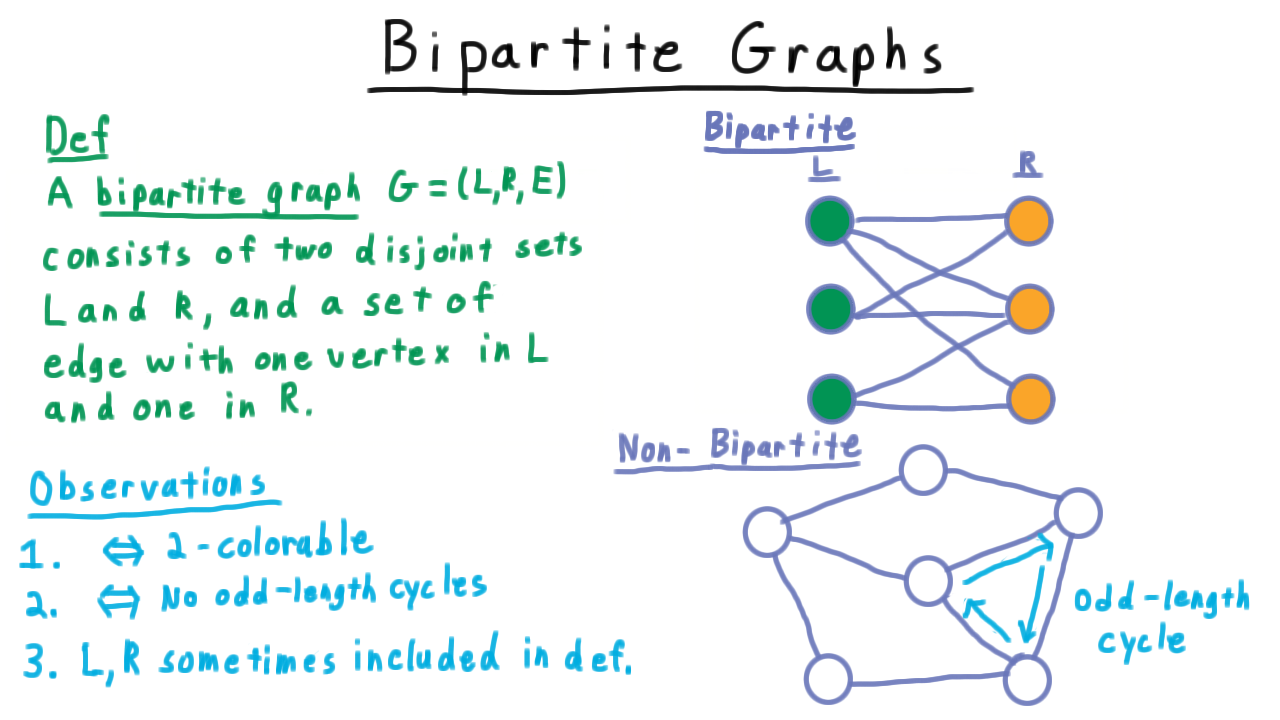 Bipartite Graphs
Def
A bipartite graph G=(L,R,E)
consists of two disjoint sets
L and R, and a set of
edge with one vertex in L
and one in R.
Observations
1. ⇔ 2-colorable
2. ⇔ No odd-length cycles
3. L,R sometimes included in def.
Bipartite
L R
Non-Bipartite
odd-length
cycle